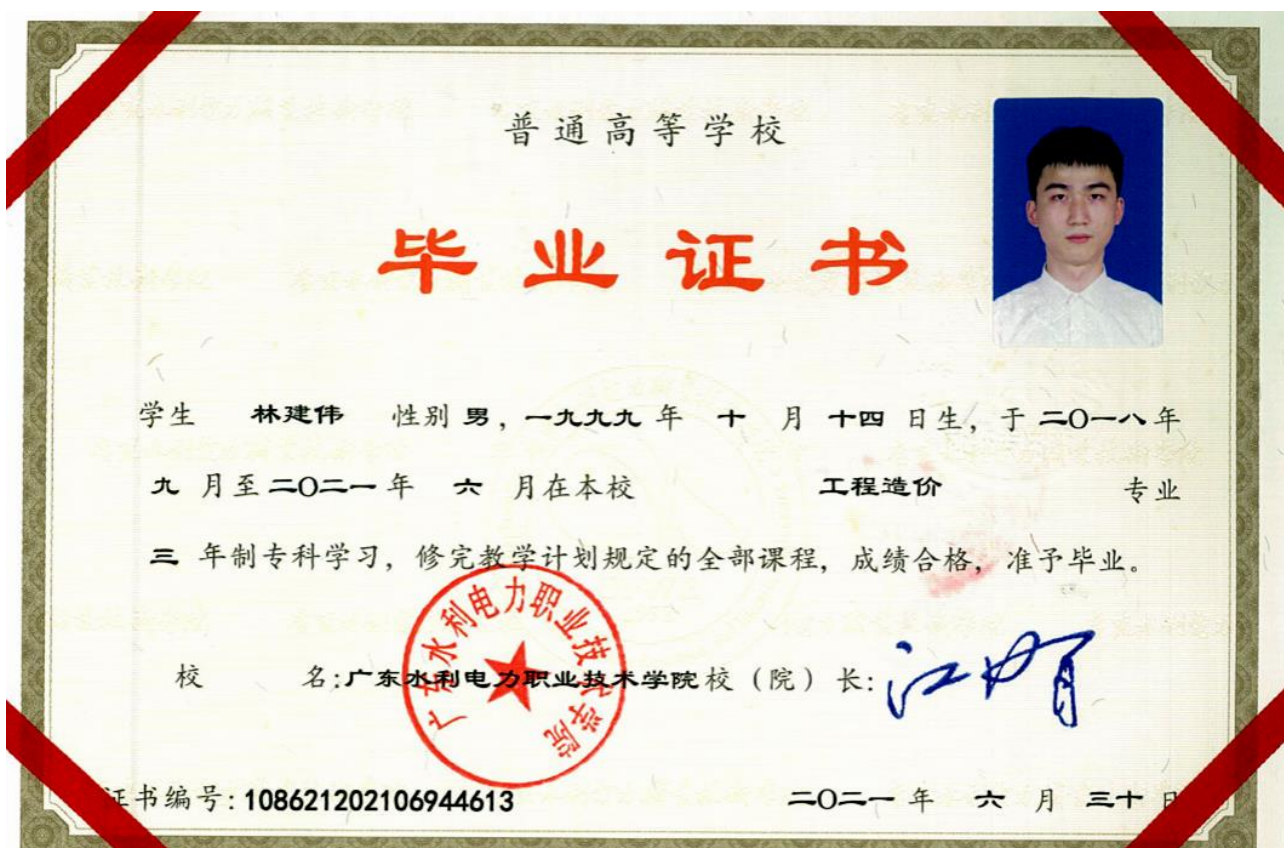 普通高等学校
毕业证书
学生 林建伟 性别 男，一九九九 年 十 月 十四 日生，于 二〇一八 年
九 月至 二〇二一 年 六 月在本校 工程造价 专业
三 年制专科学习，修完教学计划规定的全部课程，成绩合格，准予毕业。
广东水利电力职业技术学院
校 名：广东水利电力职业技术学院 校（院）长：
证书编号：108621202106944613 二〇二一 年 六 月 三十 日